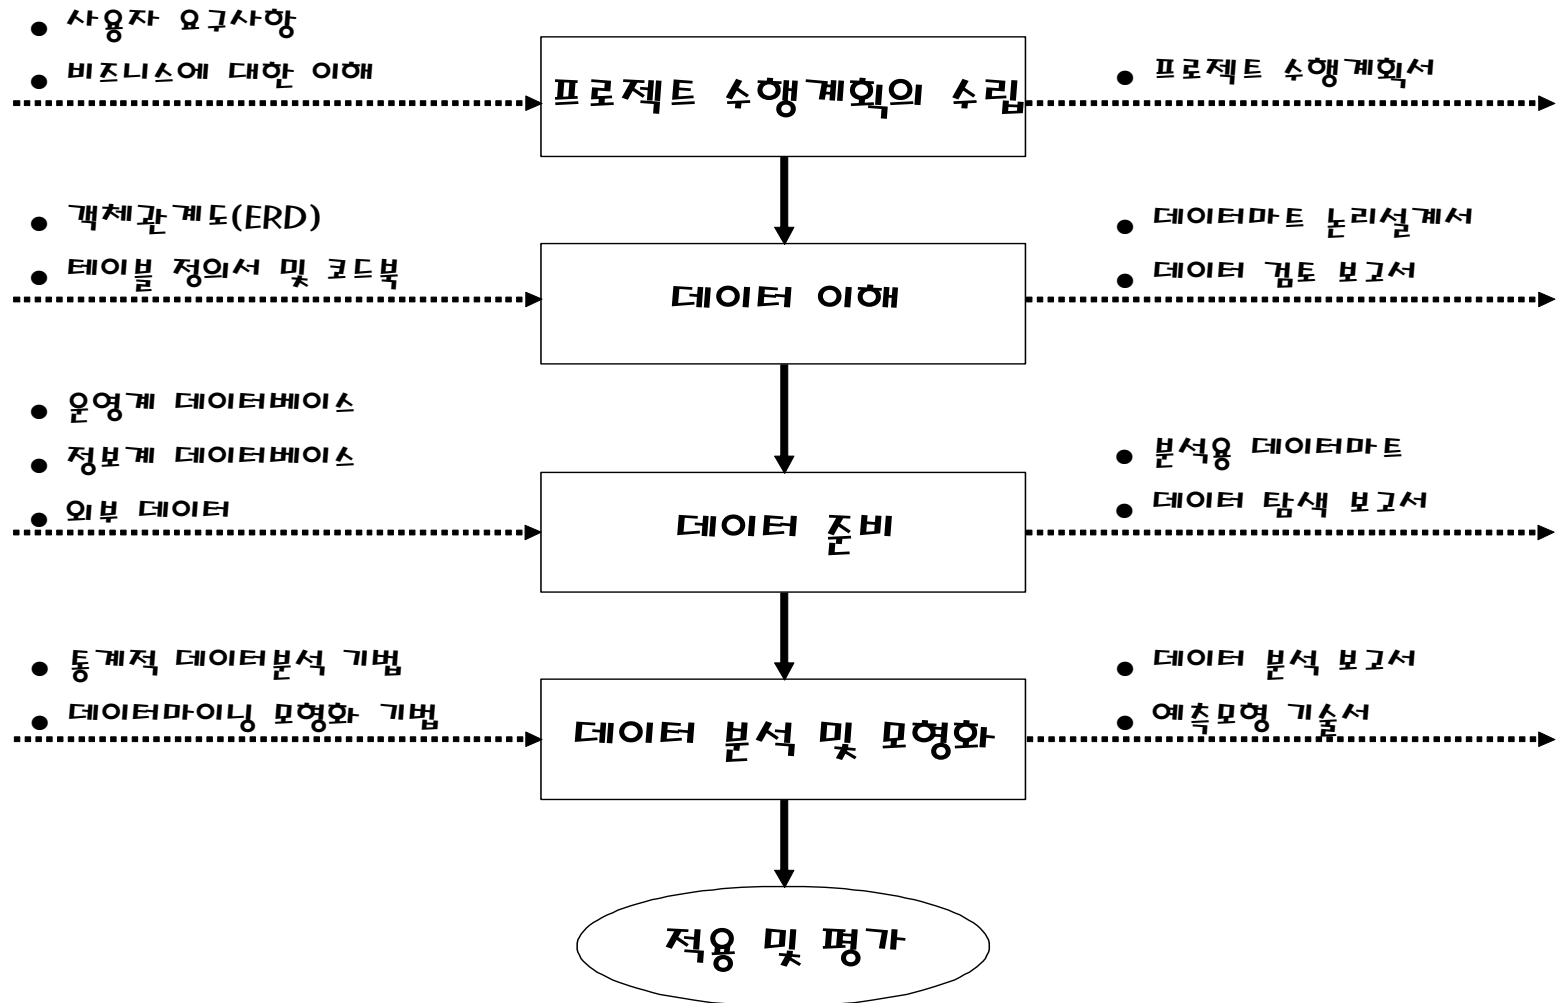 ● 사용자 요구사항
● 비즈니스에 대한 이해
프로젝트 수행계획의 수립
● 프로젝트 수행계획서
● 객체관계도(ERD)
● 테이블 정의서 및 코드북
데이터 이해
● 데이터마트 논리설계서
● 데이터 검토 보고서
● 운영계 데이터베이스
● 정보계 데이터베이스
● 외부 데이터
데이터 준비
● 분석용 데이터마트
● 데이터 탐색 보고서
● 통계적 데이터분석 기법
● 데이터마이닝 모형화 기법
데이터 분석 및 모형화
● 데이터 분석 보고서
● 예측모형 기술서
적용 및 평가